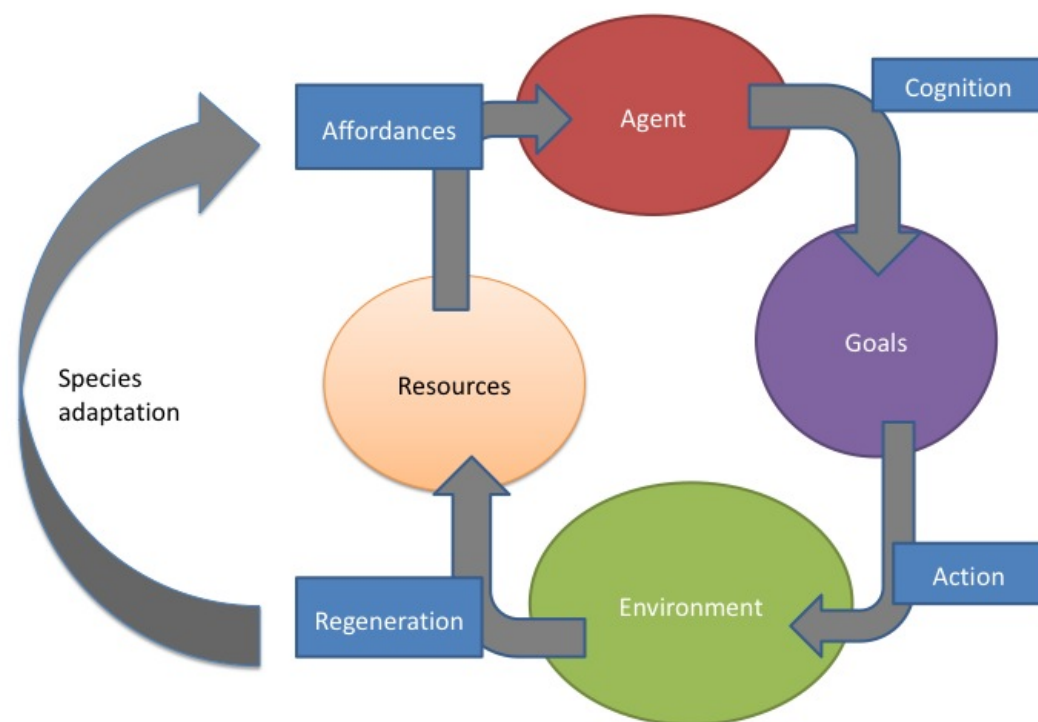 Affordances
Agent
Cognition
Goals
Species
adaptation
Resources
Environment
Action
Regeneration